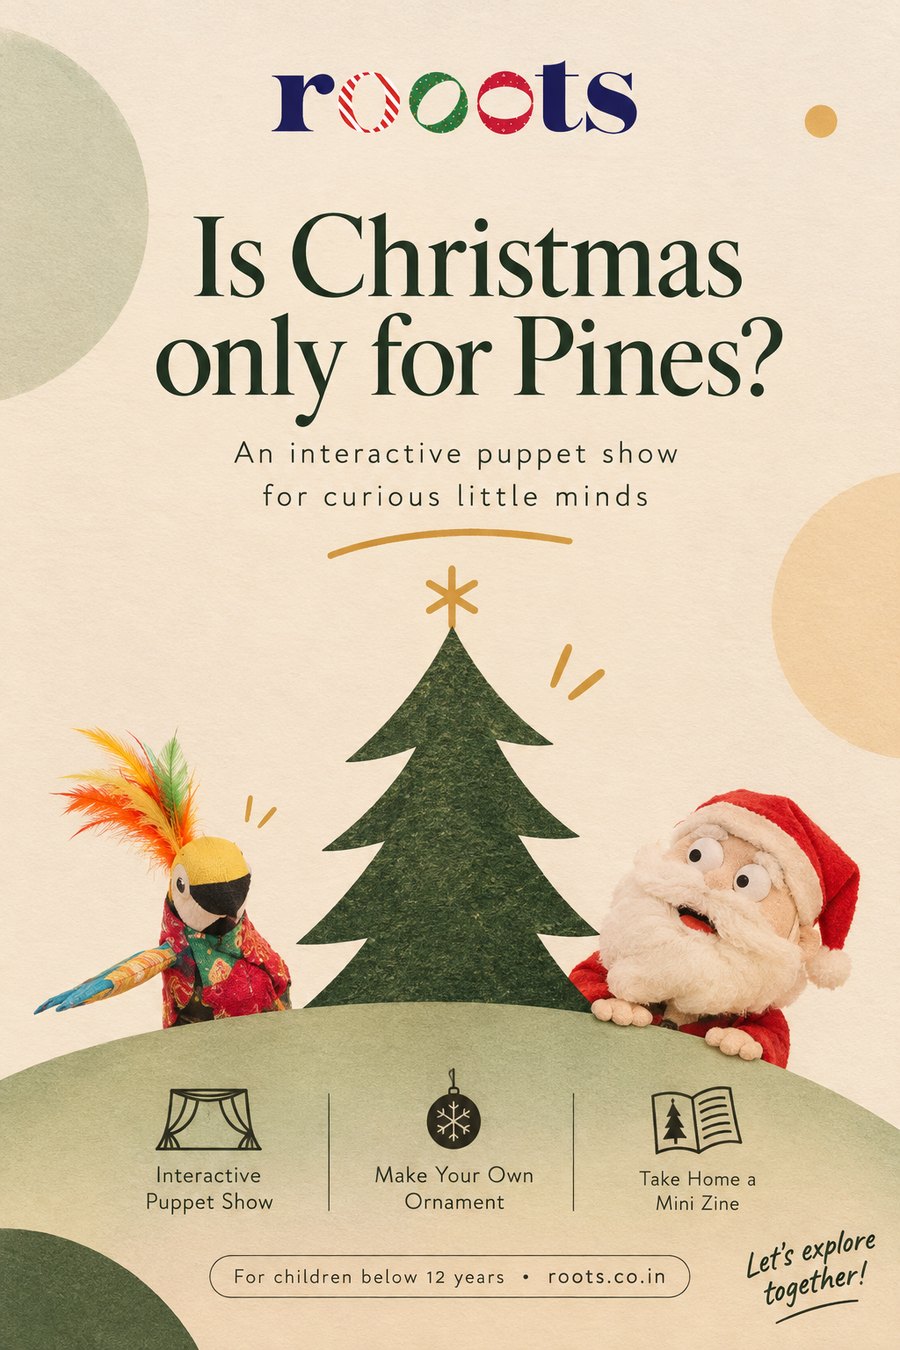 rooots
Is Christmas
only for Pines?
An interactive puppet show
for curious little minds
Interactive
Puppet Show
Make Your Own
Ornament
Take Home a
Mini Zine
For children below 12 years • roots.co.in
Let's explore
together!